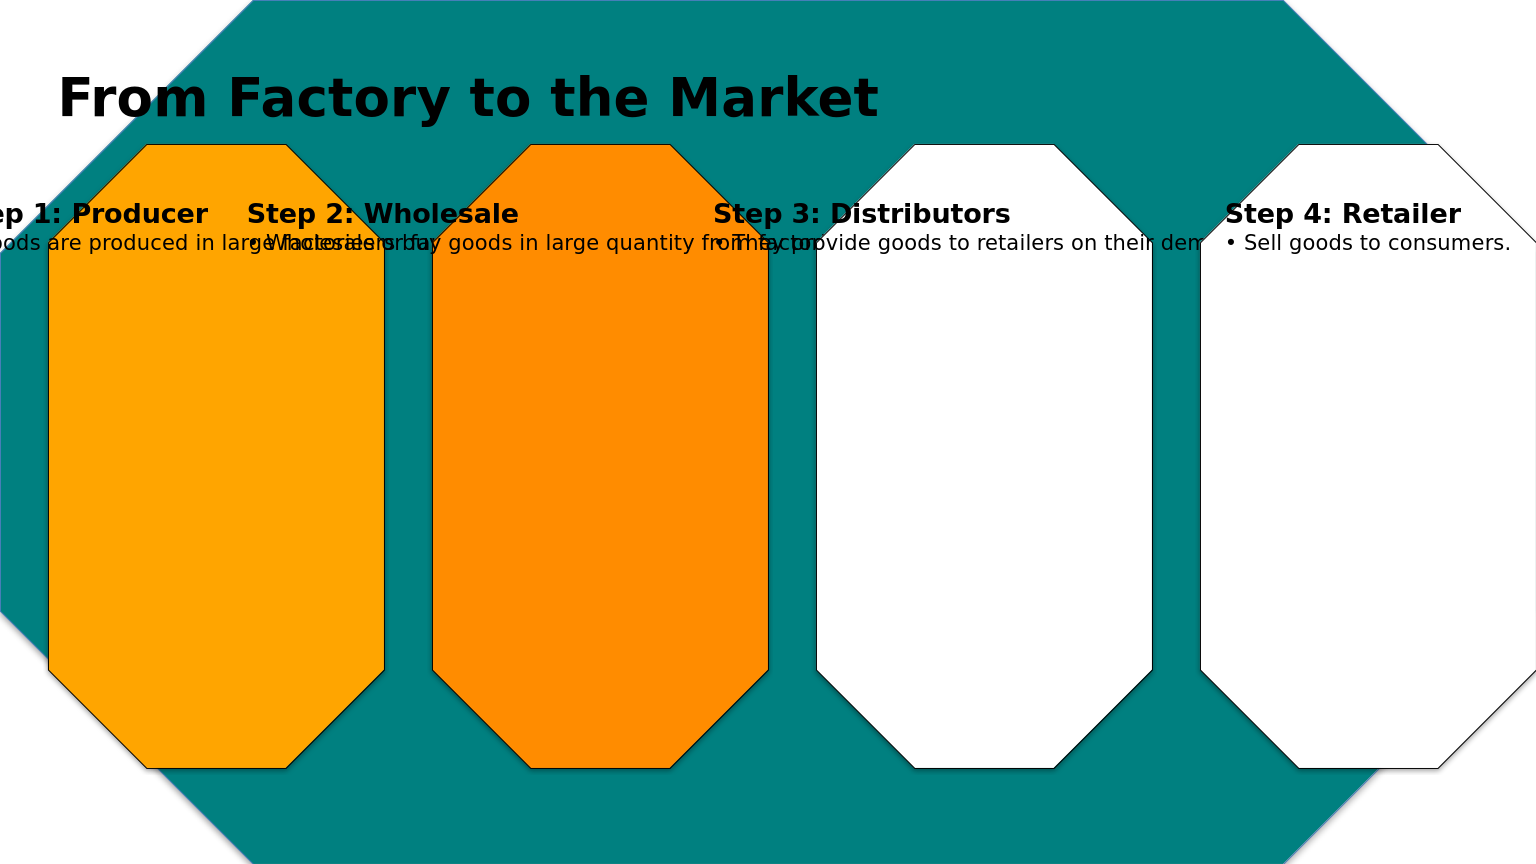 From Factory to the Market
ep 1: Producer
oods are produced in large factories or
Step 2: Wholesale
• Wholesalers buy goods in large quantity from factory.
Step 3: Distributors
• They provide goods to retailers on their
Step 4: Retailer
• Sell goods to consumers.